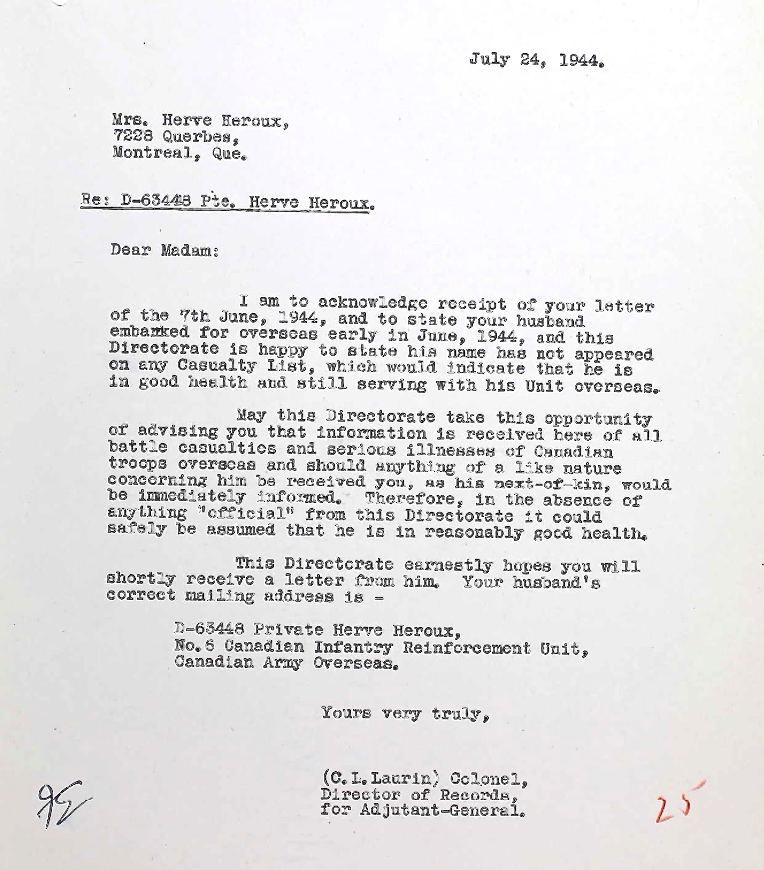 July 24, 1944.
Mrs. Herve Heroux,
7228 Querbes,
Montreal, Que.
Re: D-63448 Pte. Herve Heroux.
Dear Madam:
I am to acknowledge receipt of your letter
of the 7th June, 1944, and to state your husband
embarked for overseas early in June, 1944, and this
Directorate is happy to state his name has not appeared
on any Casualty List, which would indicate that he is
in good health and still serving with his Unit overseas.
May this Directorate take this opportunity
of advising you that information is received here of all
battle casualties and serious illnesses of Canadian
troops overseas and should anything of a like nature
concerning him be received you, as his next-of-kin, would
be immediately informed. Therefore, in the absence of
anything "official" from this Directorate it could
safely be assumed that he is in reasonably good health.
This Directorate earnestly hopes you will
shortly receive a letter from him. Your husband's
correct mailing address is -
D-63448 Private Herve Heroux,
No.6 Canadian Infantry Reinforcement Unit,
Canadian Army Overseas.
Yours very truly,
(C.L.Laurin) Colonel,
Director of Records,
for Adjutant-General.
25